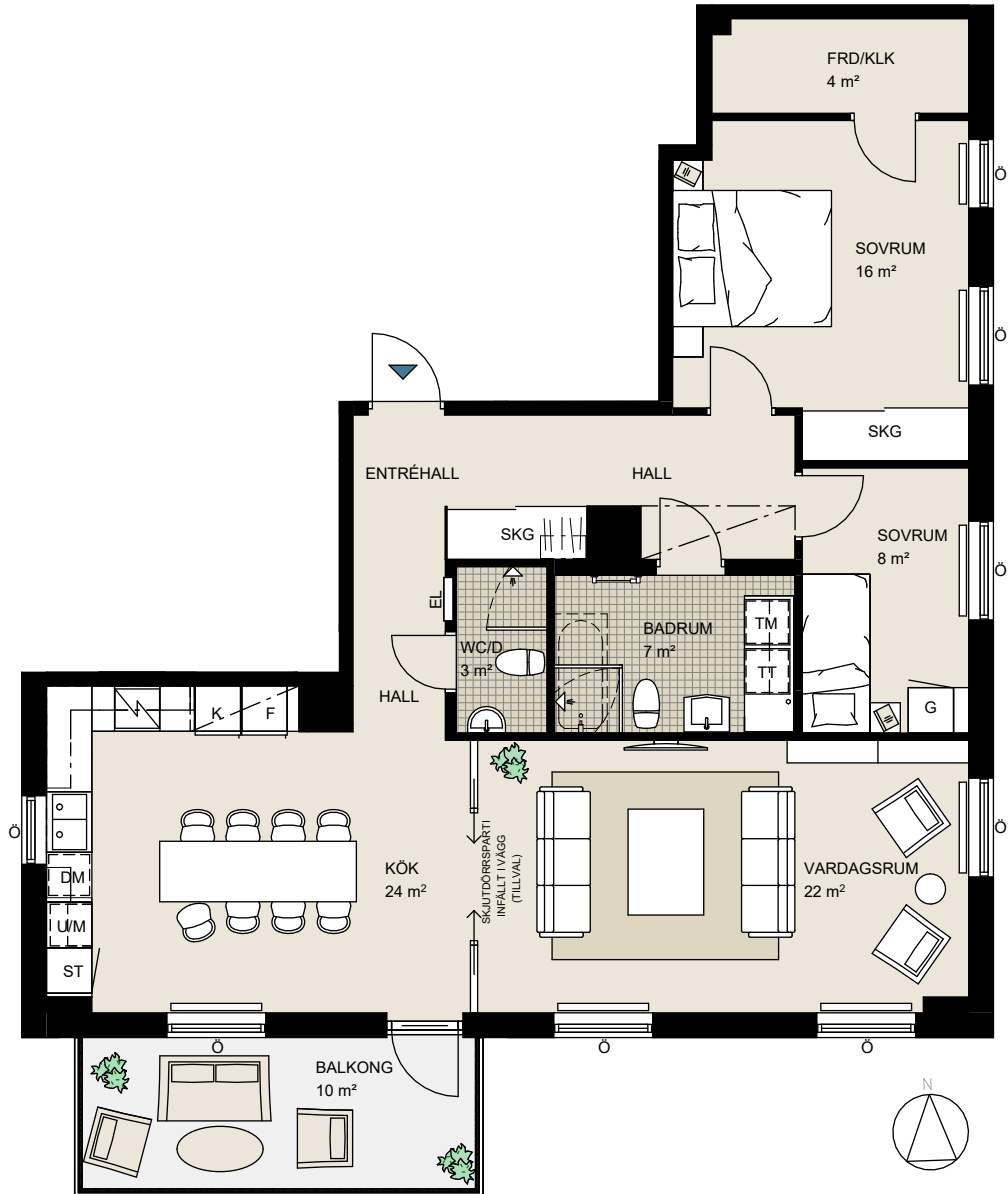 FRD/KLK
4 m²
Ö
SOVRUM
16 m²
Ö
SKG
ENTRÉHALL
HALL
SKG
SOVRUM
8 m²
Ö
EL
WC/D
3 m²
BADRUM
7 m²
TM
TT
HALL
K
F
G
Ö
Ö
DM
U/M
ST
KÖK
24 m²
SKJUTDÖRRSPARTI
INFÄLLT I VÄGG
(TILLVAL)
VARDAGSRUM
22 m²
Ö
Ö
Ö
BALKONG
10 m²
N